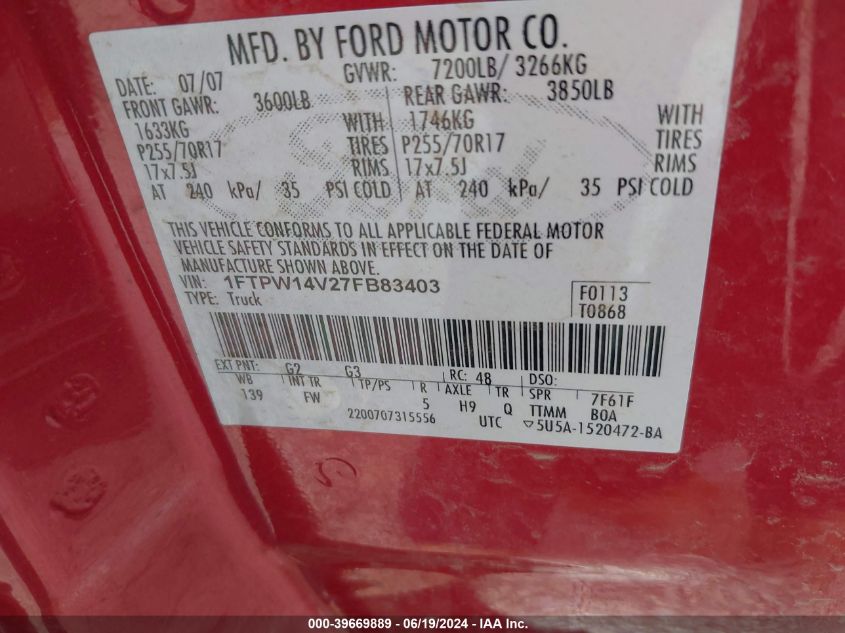 MFD. BY FORD MOTOR CO.
DATE: 07/07 GVWR: 7200LB/ 3266KG
FRONT GAWR: 3600LB REAR GAWR: 3850LB
1633KG WITH 1746KG WITH
P255/70R17 TIRES P255/70R17 TIRES
17x7.5J RIMS 17x7.5J RIMS
AT 240 kPa/ 35 PSI COLD AT 240 kPa/ 35 PSI COLD
THIS VEHICLE CONFORMS TO ALL APPLICABLE FEDERAL MOTOR
VEHICLE SAFETY STANDARDS IN EFFECT ON THE DATE OF
MANUFACTURE SHOWN ABOVE.
VIN: 1FTPW14V27FB83403
TYPE: Truck
F0113
T0868
EXT PNT: G2 G3 RC: 48 DSO:
WB INT TR TP/PS R AXLE TR SPR 7F61F
139 FW 5 H9 Q TTMM B0A
2200707315556 UTC ▽5U5A-1520472-BA
000-39669889 / 06/19/2024 / IAA Inc.